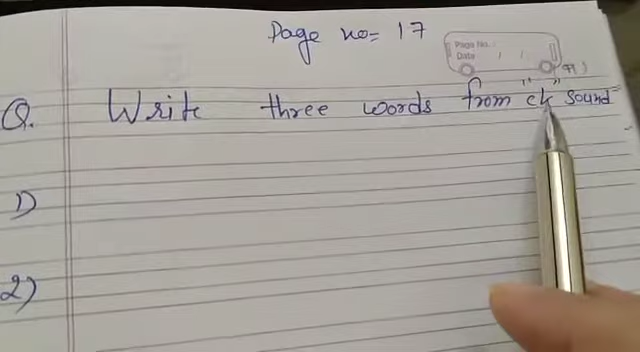 Page no= 17
Page No.:
Date / /
Q. Write three words from "ck" sound
1)
2)